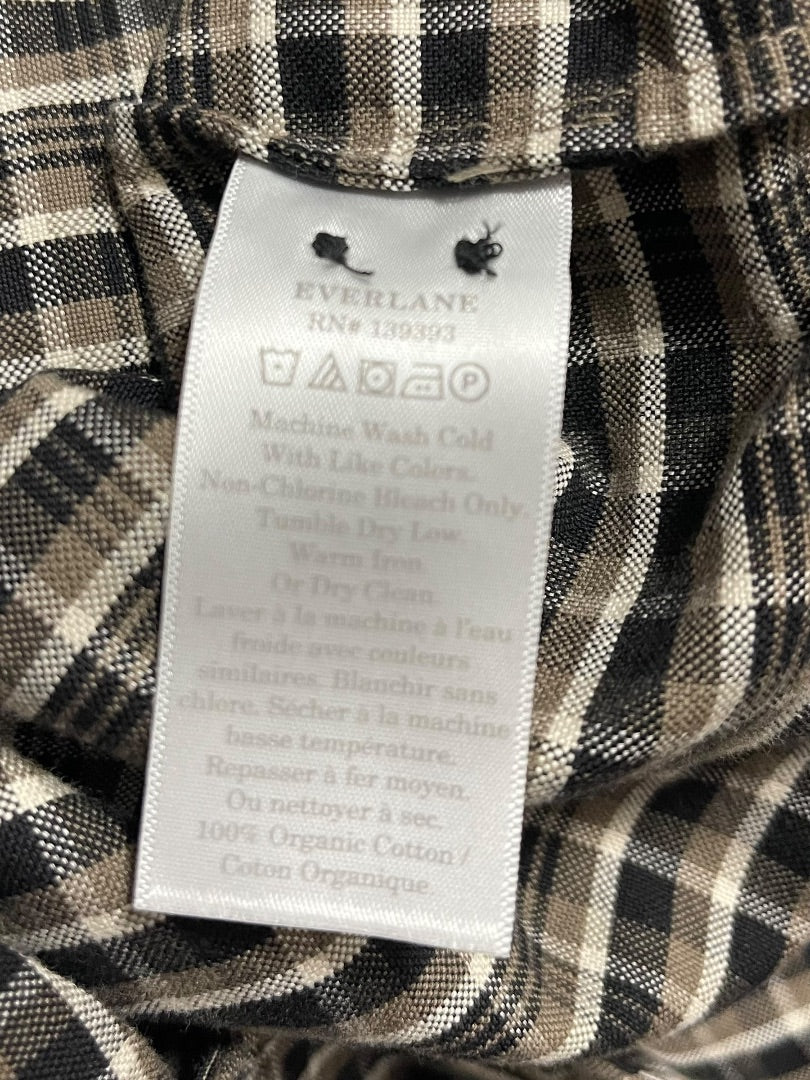 EVERLANE
RN# 139393
P
Machine Wash Cold
With Like Colors.
Non-Chlorine Bleach Only.
Tumble Dry Low.
Warm Iron
Or Dry Clean
Laver à la machine à l'eau
froide avec couleurs
similaires. Blanchir sans
chlore. Sécher à la machine
basse température.
Repasser à fer moyen.
Ou nettoyer à sec.
100% Organic Cotton /
Coton Organique